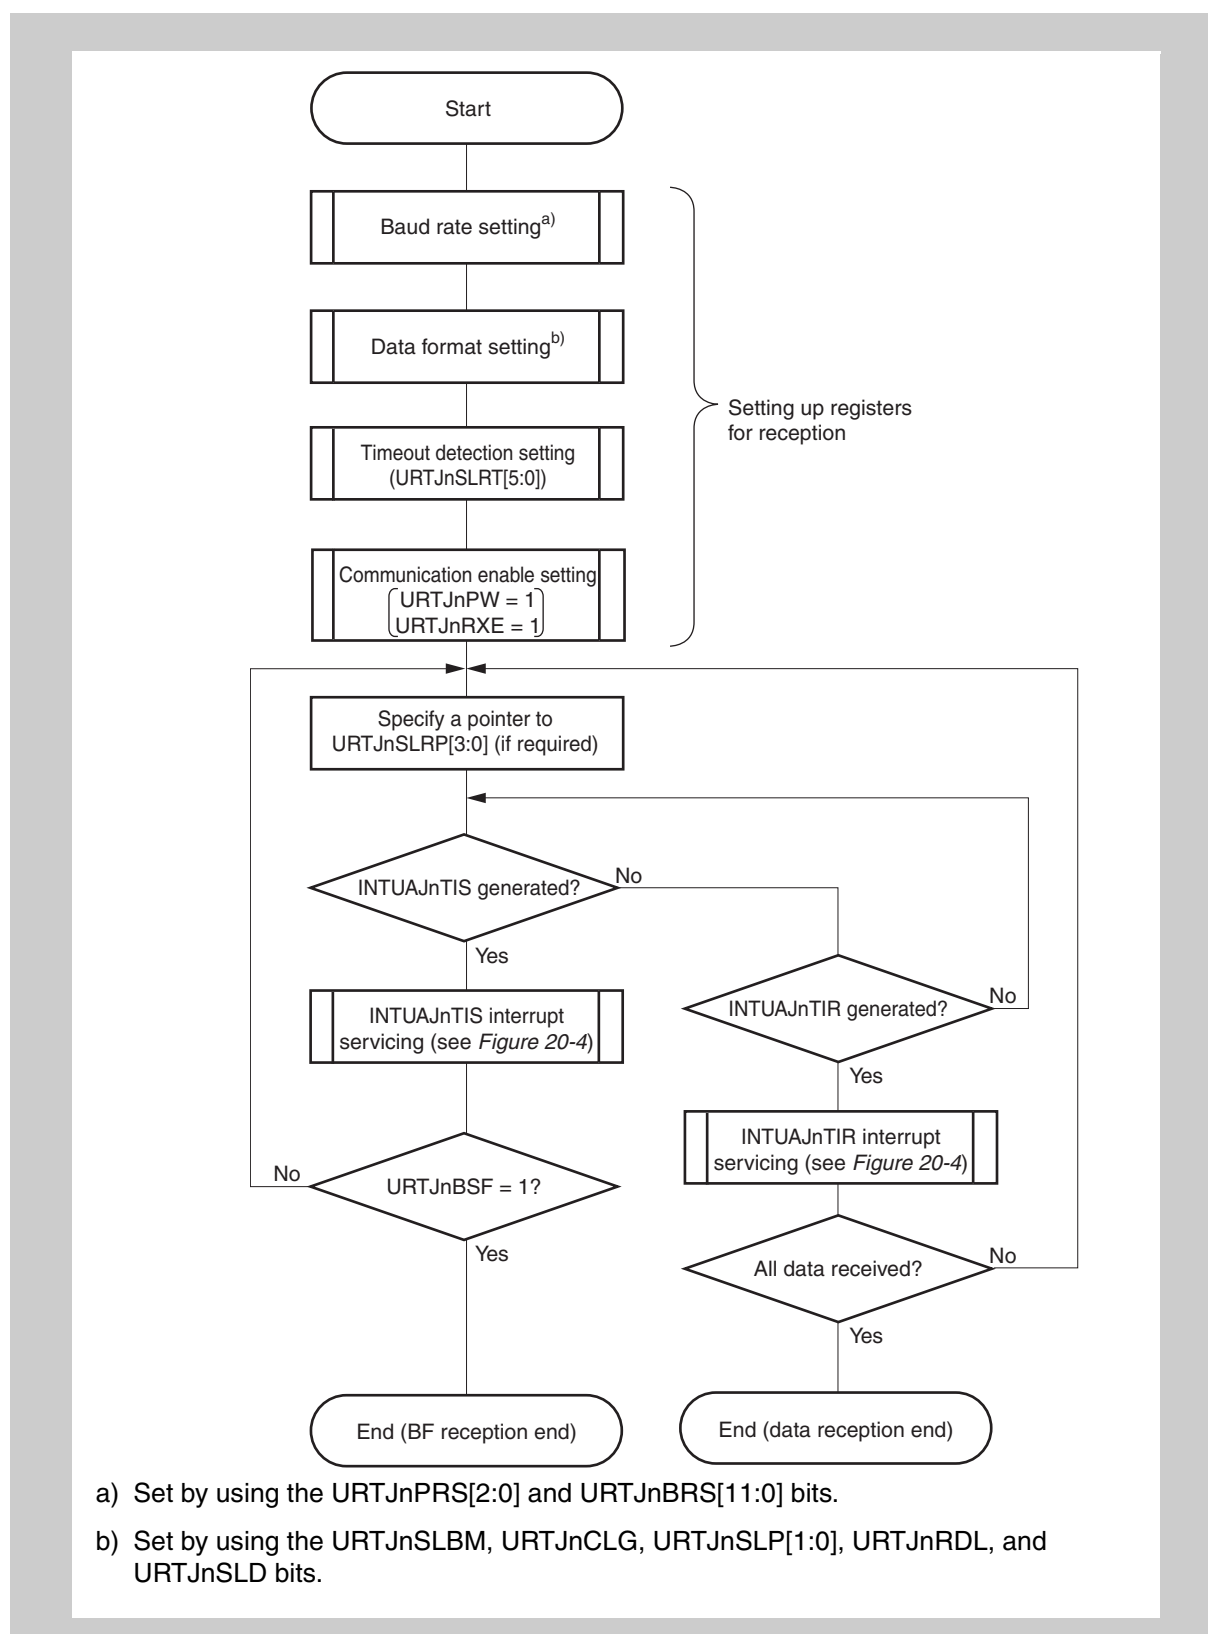 Start
Baud rate setting a)
Data format setting b)
Timeout detection setting
(URTJnSLRT[5:0])
Setting up registers
for reception
Communication enable setting
URTJnPW = 1
URTJnRXE = 1
Specify a pointer to
URTJnSLRP[3:0] (if required)
INTUAJnTIS generated?
No
Yes
INTUAJnTIR generated?
No
INTUAJnTIS interrupt
servicing (see Figure 20-4)
Yes
INTUAJnTIR interrupt
servicing (see Figure 20-4)
No
URTJnBSF = 1?
Yes
All data received?
No
Yes
End (BF reception end)
End (data reception end)
a) Set by using the URTJnPRS[2:0] and URTJnBRS[11:0] bits.
b) Set by using the URTJnSLBM, URTJnCLG, URTJnSLP[1:0], URTJnRDL, and
URTJnSLD bits.